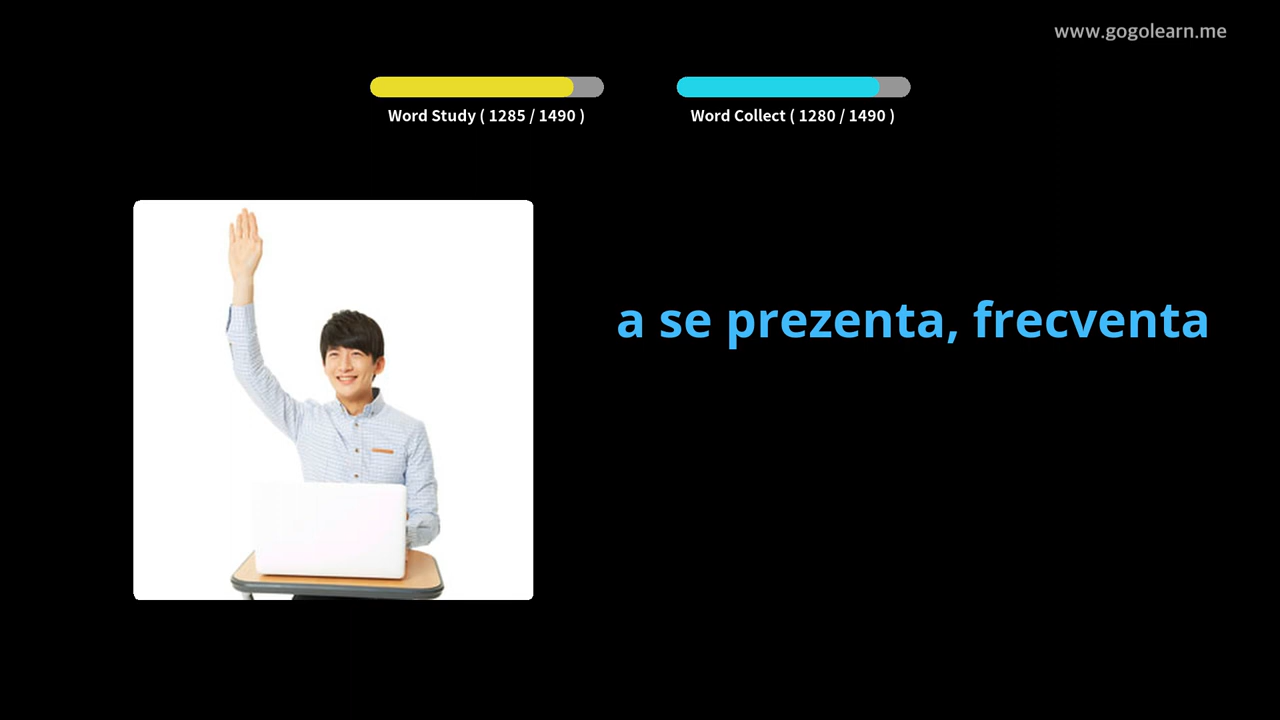 www.gogolearn.me
Word Study ( 1285 / 1490 )
Word Collect ( 1280 / 1490 )
a se prezenta, frecventa